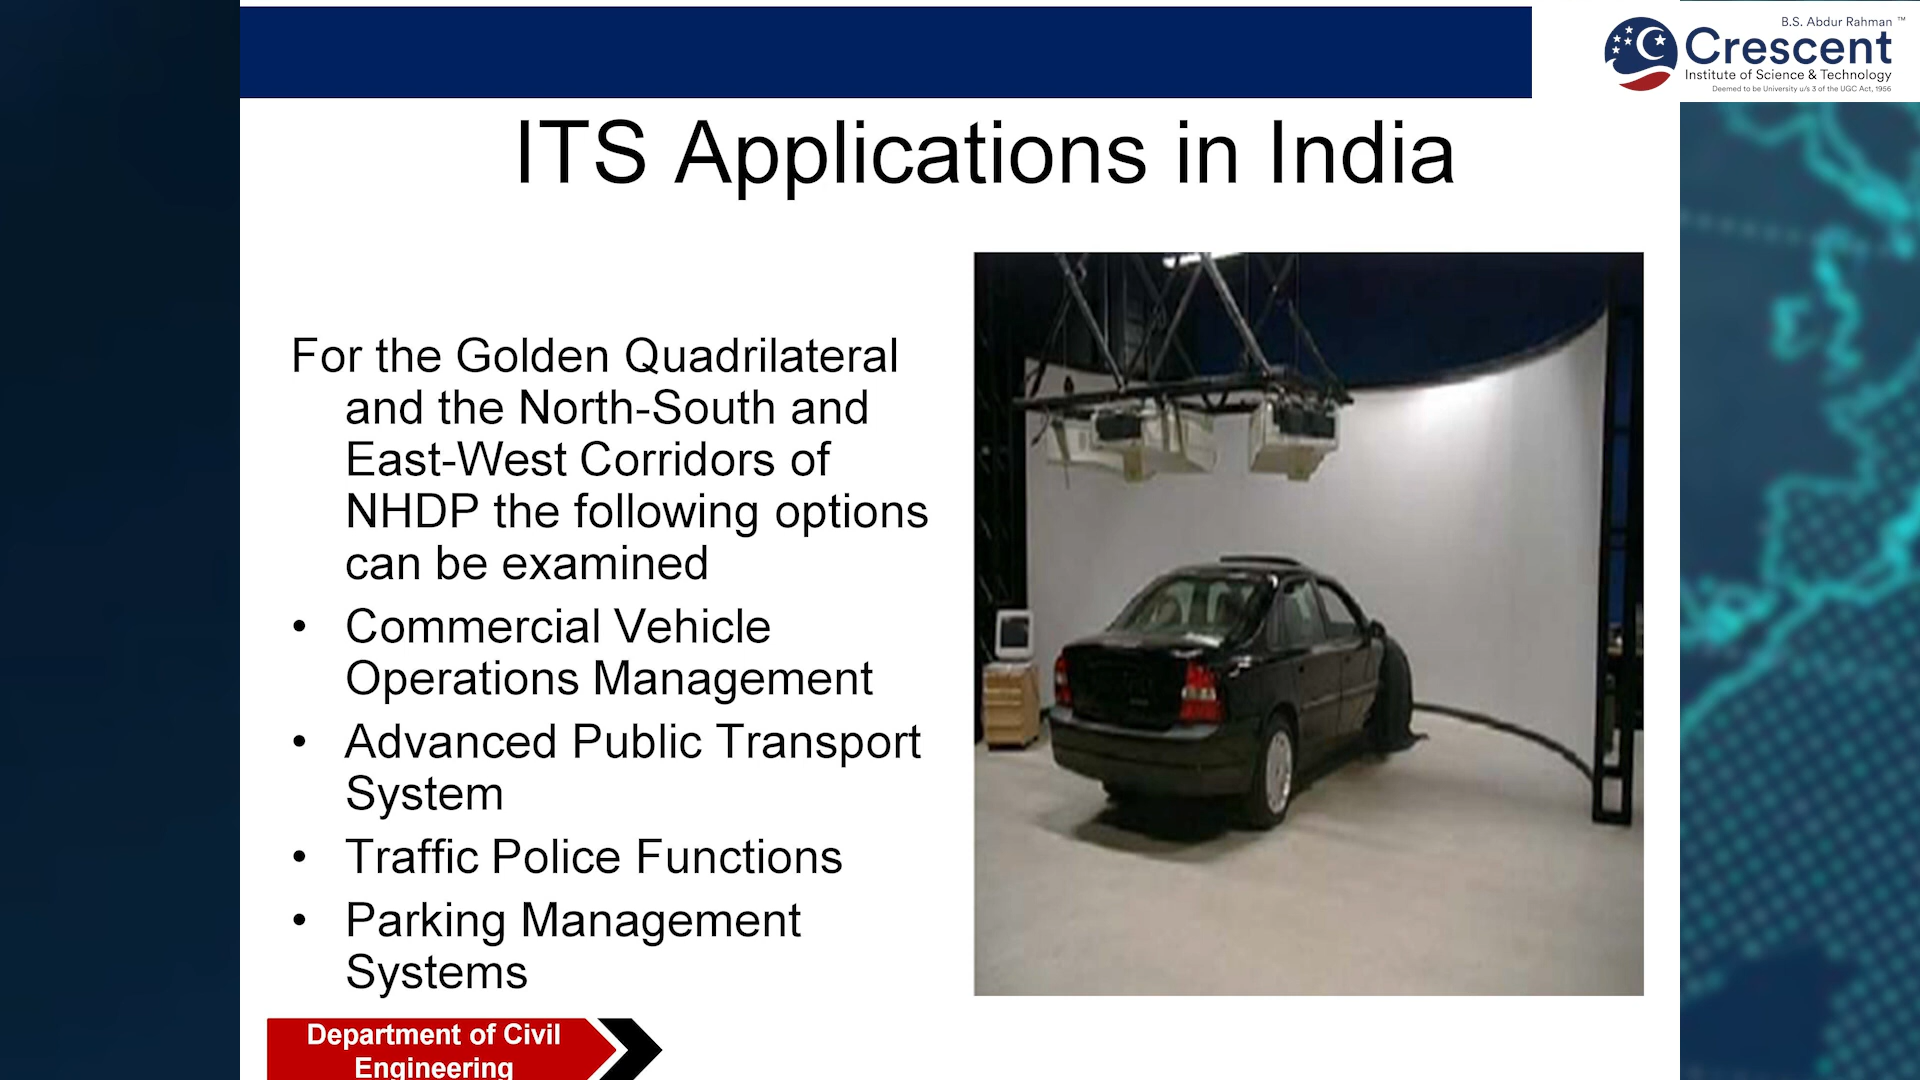 B.S. Abdur Rahman ™
Crescent
Institute of Science & Technology
Deemed to be University u/s 3 of the UGC Act, 1956
ITS Applications in India
For the Golden Quadrilateral
and the North-South and
East-West Corridors of
NHDP the following options
can be examined
• Commercial Vehicle
Operations Management
• Advanced Public Transport
System
• Traffic Police Functions
• Parking Management
Systems
Department of Civil
Engineering